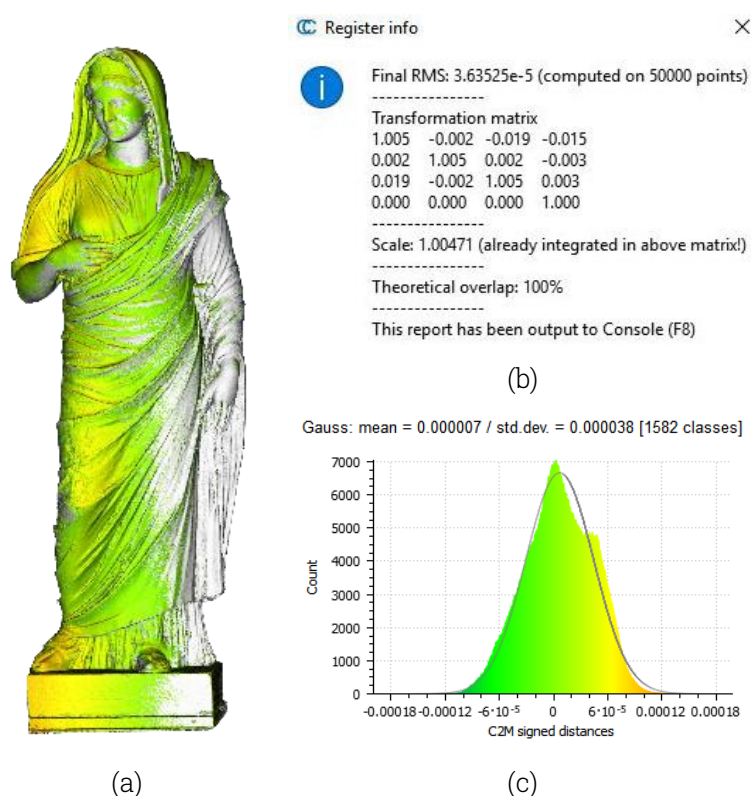 Register info
Final RMS: 3.63525e-5 (computed on 50000 points)
----------------
Transformation matrix
1.005 -0.002 -0.019 -0.015
0.002 1.005 0.002 -0.003
0.019 -0.002 1.005 0.003
0.000 0.000 0.000 1.000
----------------
Scale: 1.00471 (already integrated in above matrix!)
----------------
Theoretical overlap: 100%
----------------
This report has been output to Console (F8)
(b)
Gauss: mean = 0.000007 / std.dev. = 0.000038 [1582 classes]
7000
6000
5000
4000
3000
2000
1000
0
Count
-0.00018 -0.00012 -6·10⁻⁵ 0 6·10⁻⁵ 0.00012 0.00018
C2M signed distances
(a)
(c)